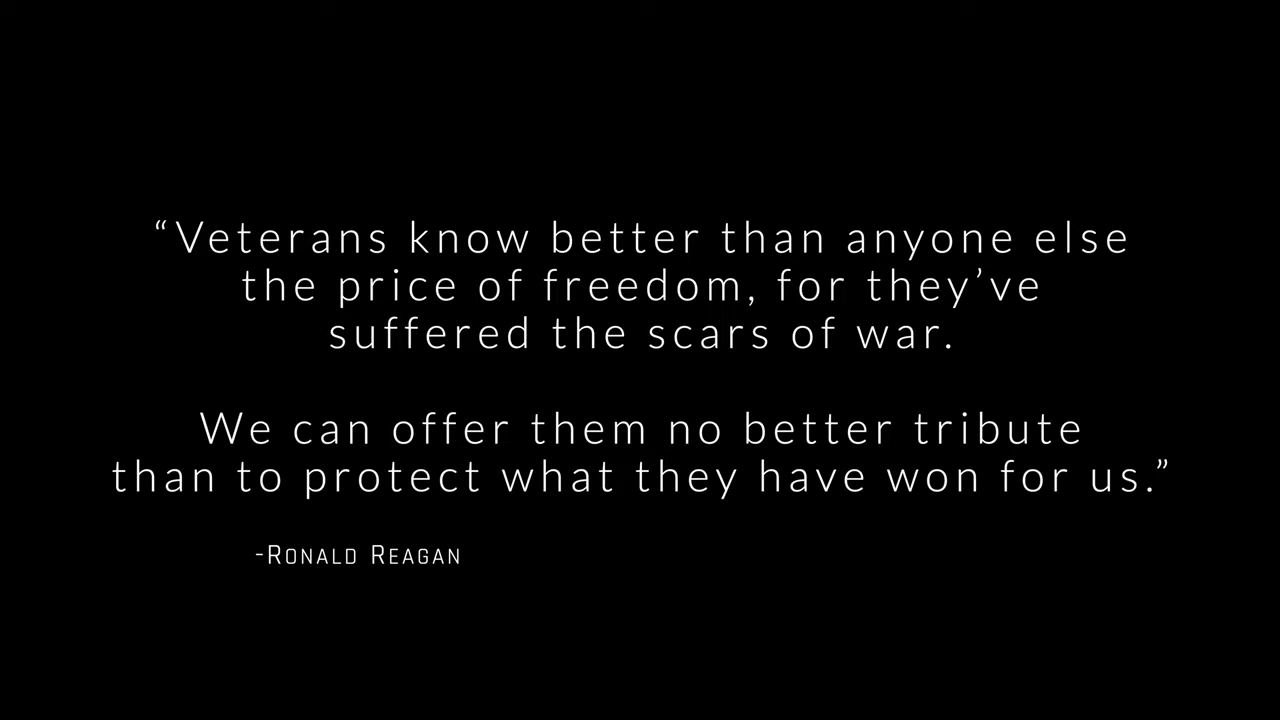 “Veterans know better than anyone else
the price of freedom, for they’ve
suffered the scars of war.
We can offer them no better tribute
than to protect what they have won for us.”
-Ronald Reagan